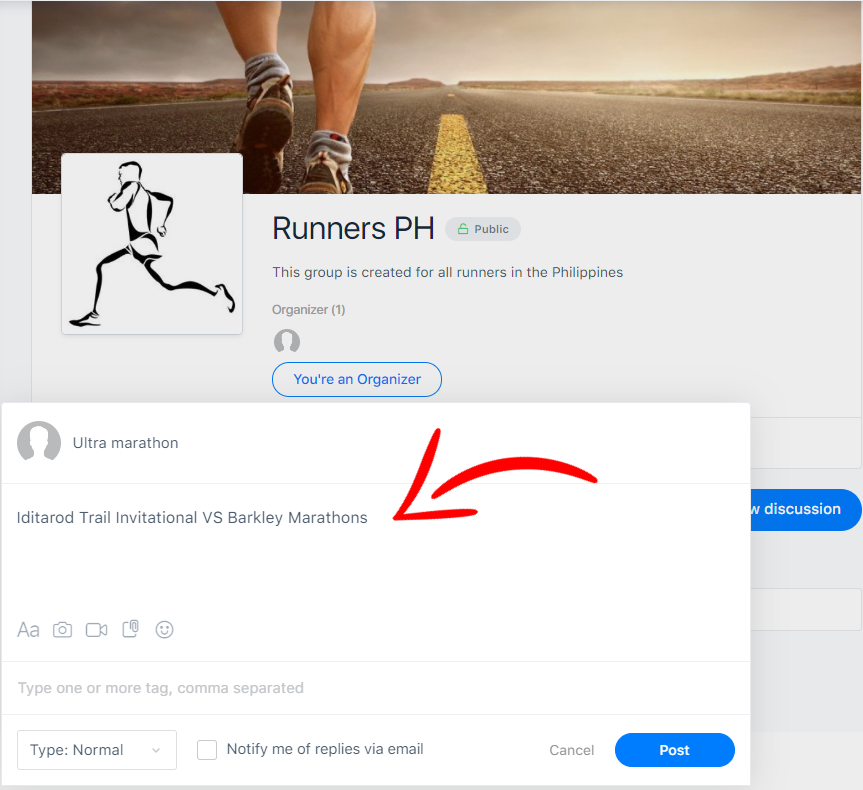 Runners PH
Public
This group is created for all runners in the Philippines
Organizer (1)
You're an Organizer
Ultra marathon
Iditarod Trail Invitational VS Barkley Marathons
discussion
Aa
Type one or more tag, comma separated
Type: Normal
Notify me of replies via email
Cancel
Post